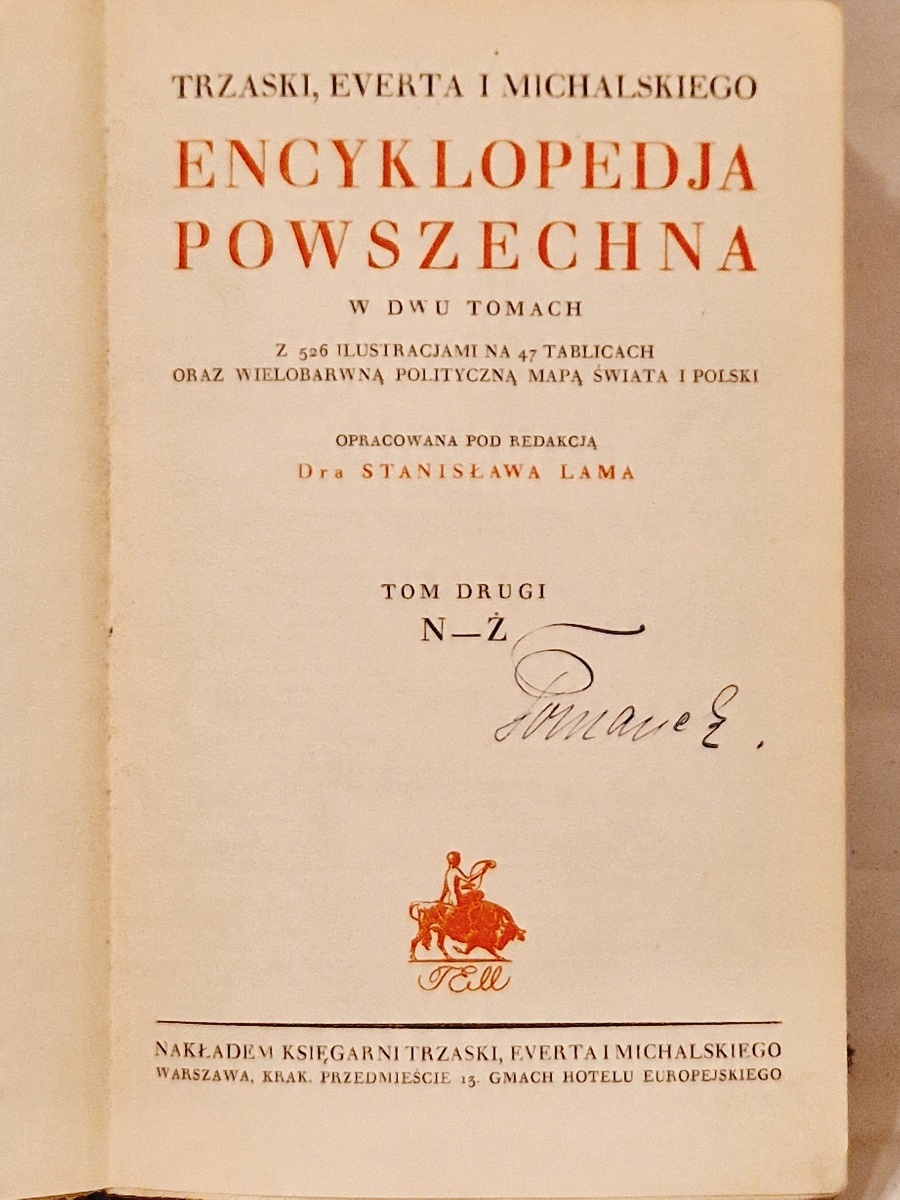 TRZASKI, EVERTA I MICHALSKIEGO
ENCYKLOPEDJA
POWSZECHNA
W DWU TOMACH
Z 526 ILUSTRACJAMI NA 47 TABLICACH
ORAZ WIELOBARWNĄ POLITYCZNĄ MAPĄ ŚWIATA I POLSKI
OPRACOWANA POD REDAKCJĄ
Dra STANISŁAWA LAMA
TOM DRUGI
N—Ż
Tomanek.
TEM
NAKŁADEM KSIĘGARNI TRZASKI, EVERTA I MICHALSKIEGO
WARSZAWA, KRAK. PRZEDMIEŚCIE 13. GMACH HOTELU EUROPEJSKIEGO